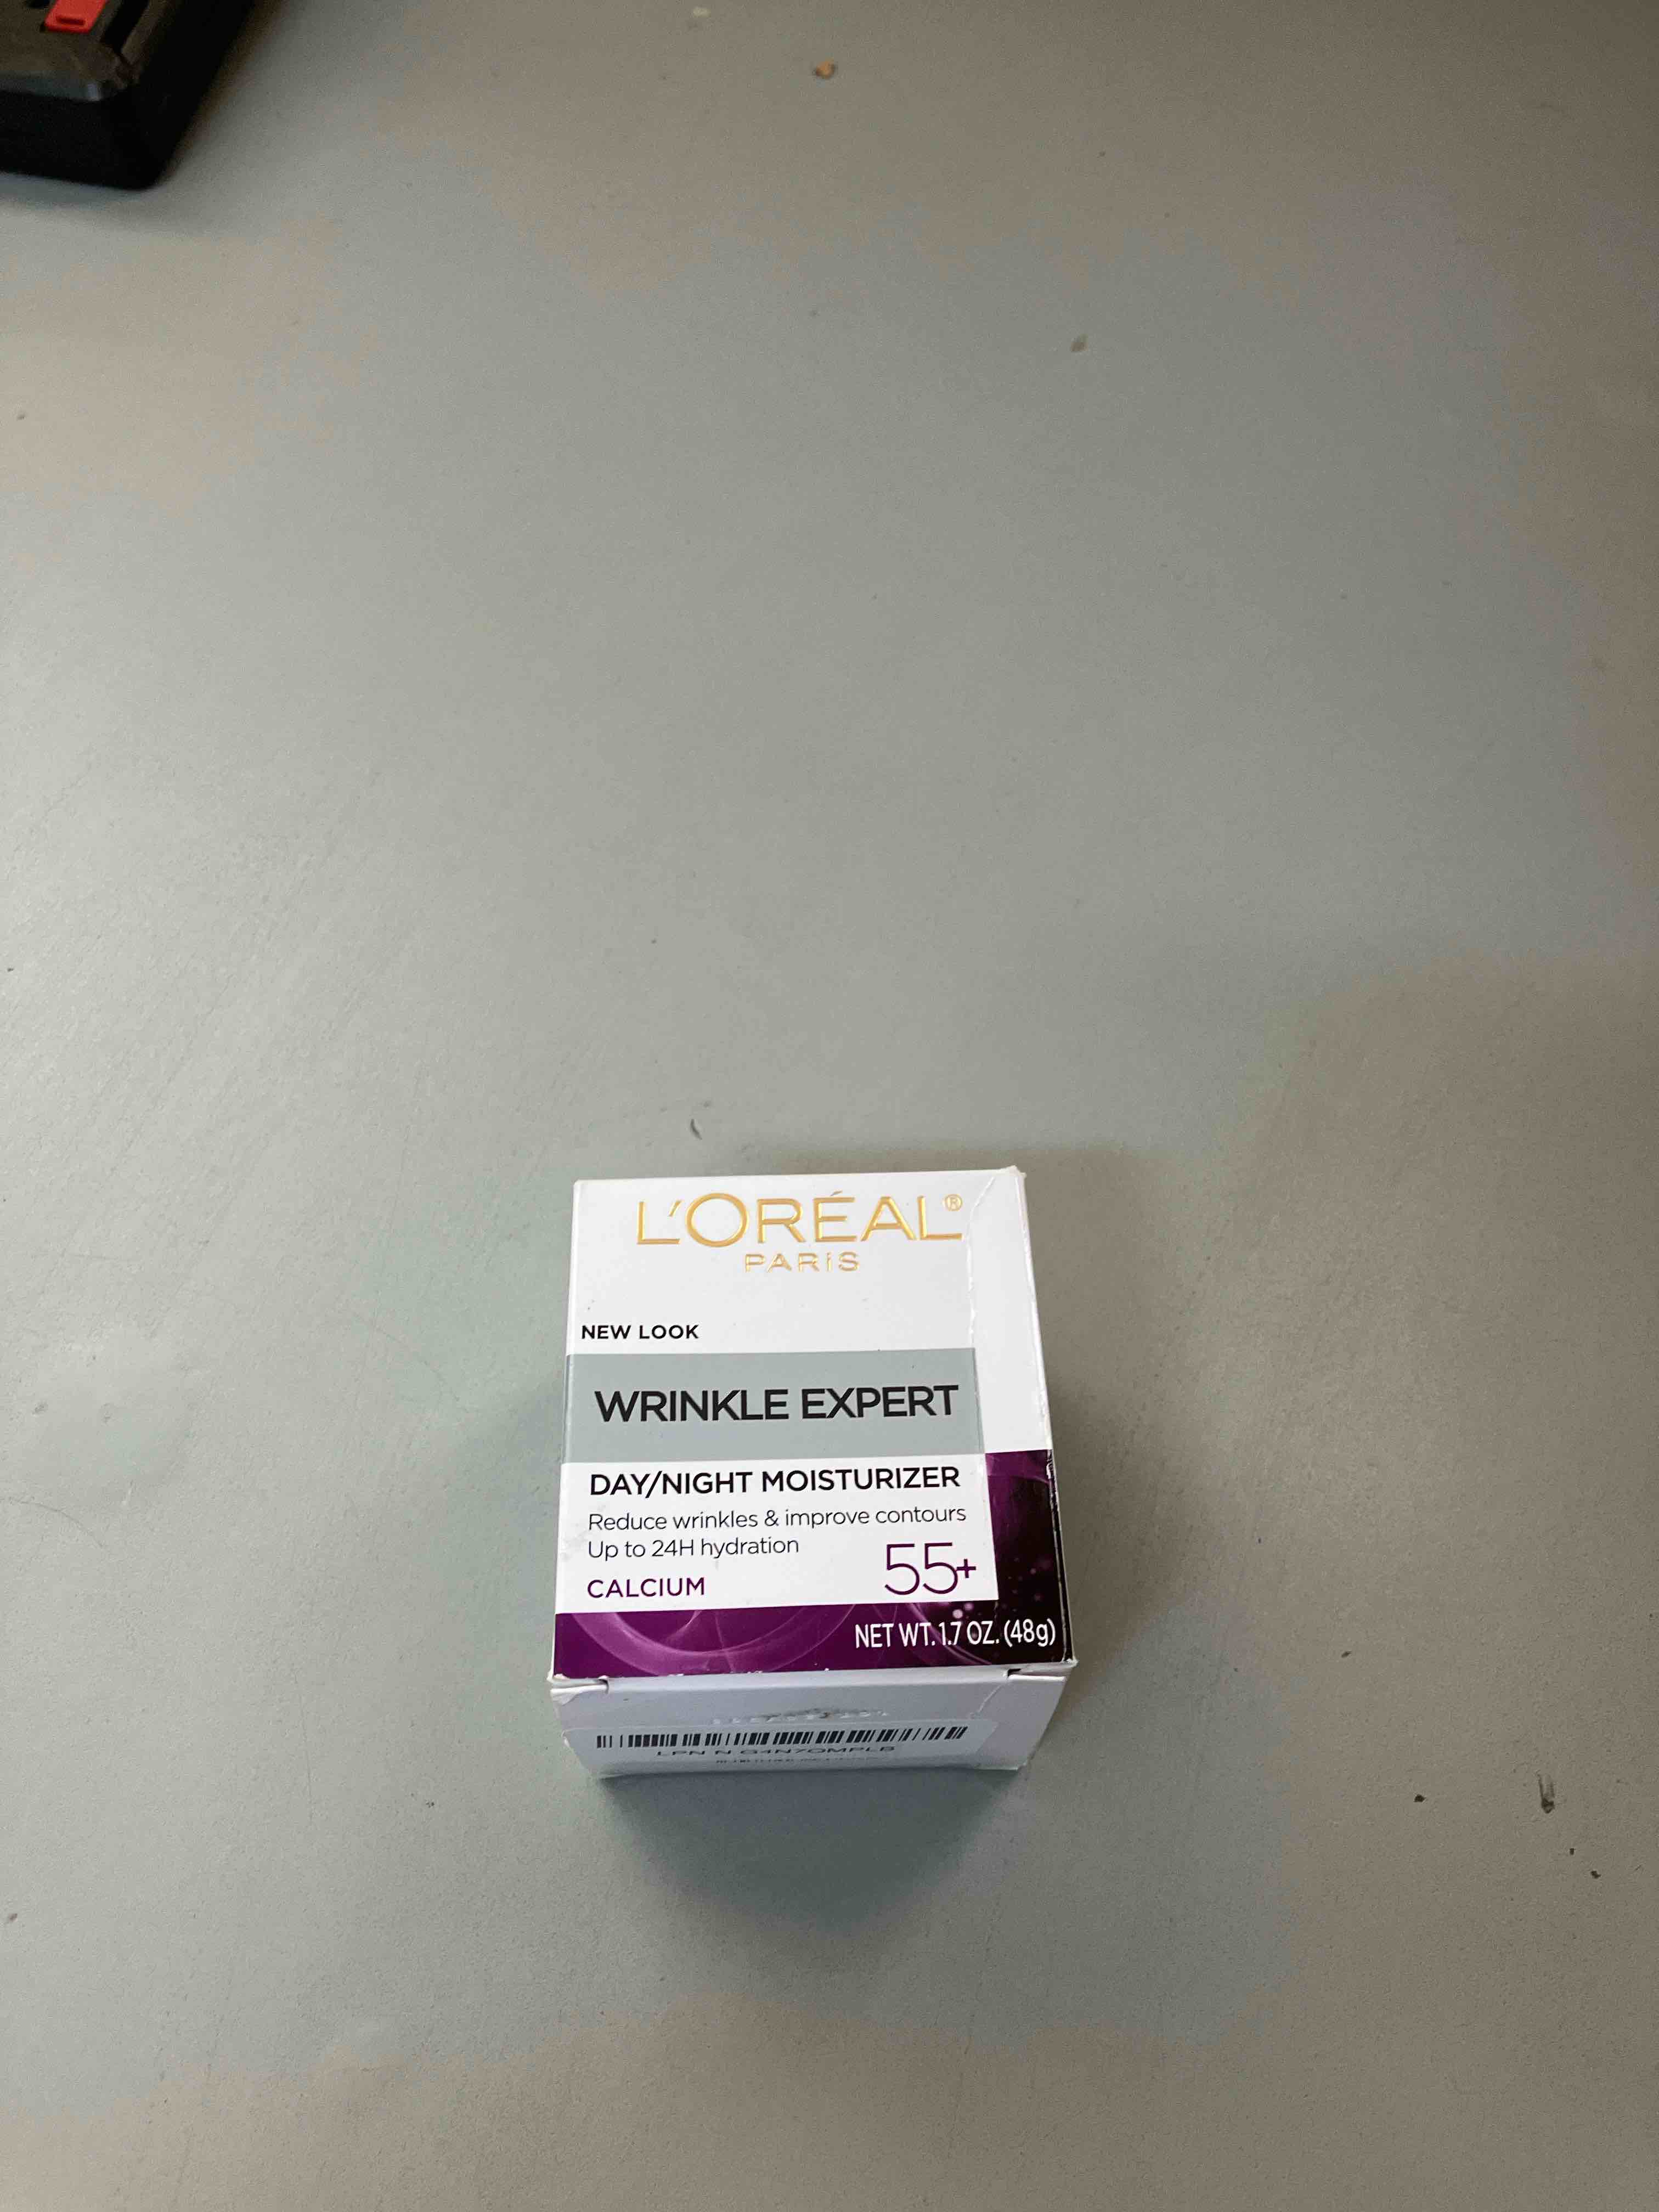 L'ORÉAL®
PARIS
NEW LOOK
WRINKLE EXPERT
DAY/NIGHT MOISTURIZER
Reduce wrinkles & improve contours
Up to 24H hydration
CALCIUM
55+
NET WT. 1.7 OZ. (48g)
LPN